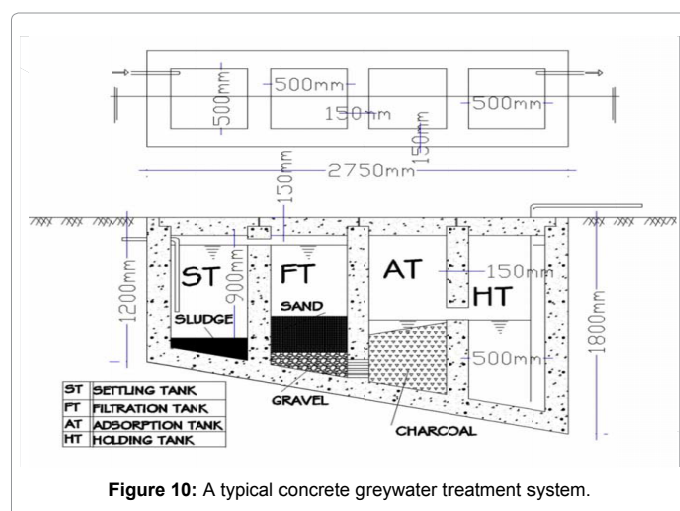 500mm
500mm
150mm
500mm
150mm
2750mm
150mm
1200mm
ST
900mm
SLUDGE
FT
SAND
GRAVEL
AT
CHARCOAL
150mm
HT
500mm
1800mm
ST SETTLING TANK
FT FILTRATION TANK
AT ADSORPTION TANK
HT HOLDING TANK
Figure 10: A typical concrete greywater treatment system.